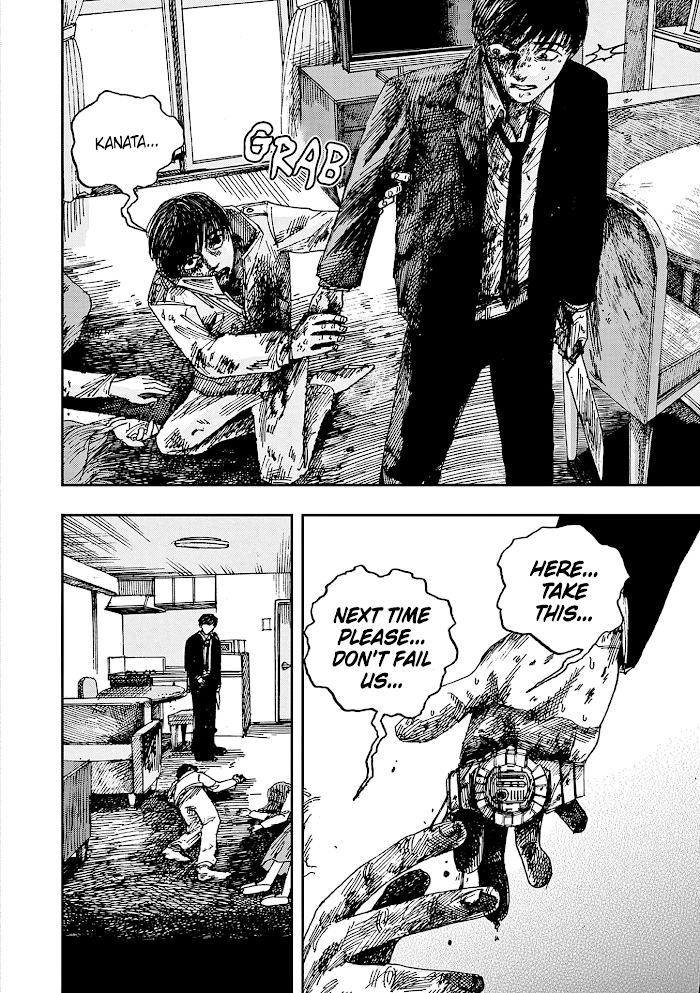 GRAB
KANATA...
HERE...
TAKE
THIS...
NEXT TIME
PLEASE...
DON'T FAIL
US...